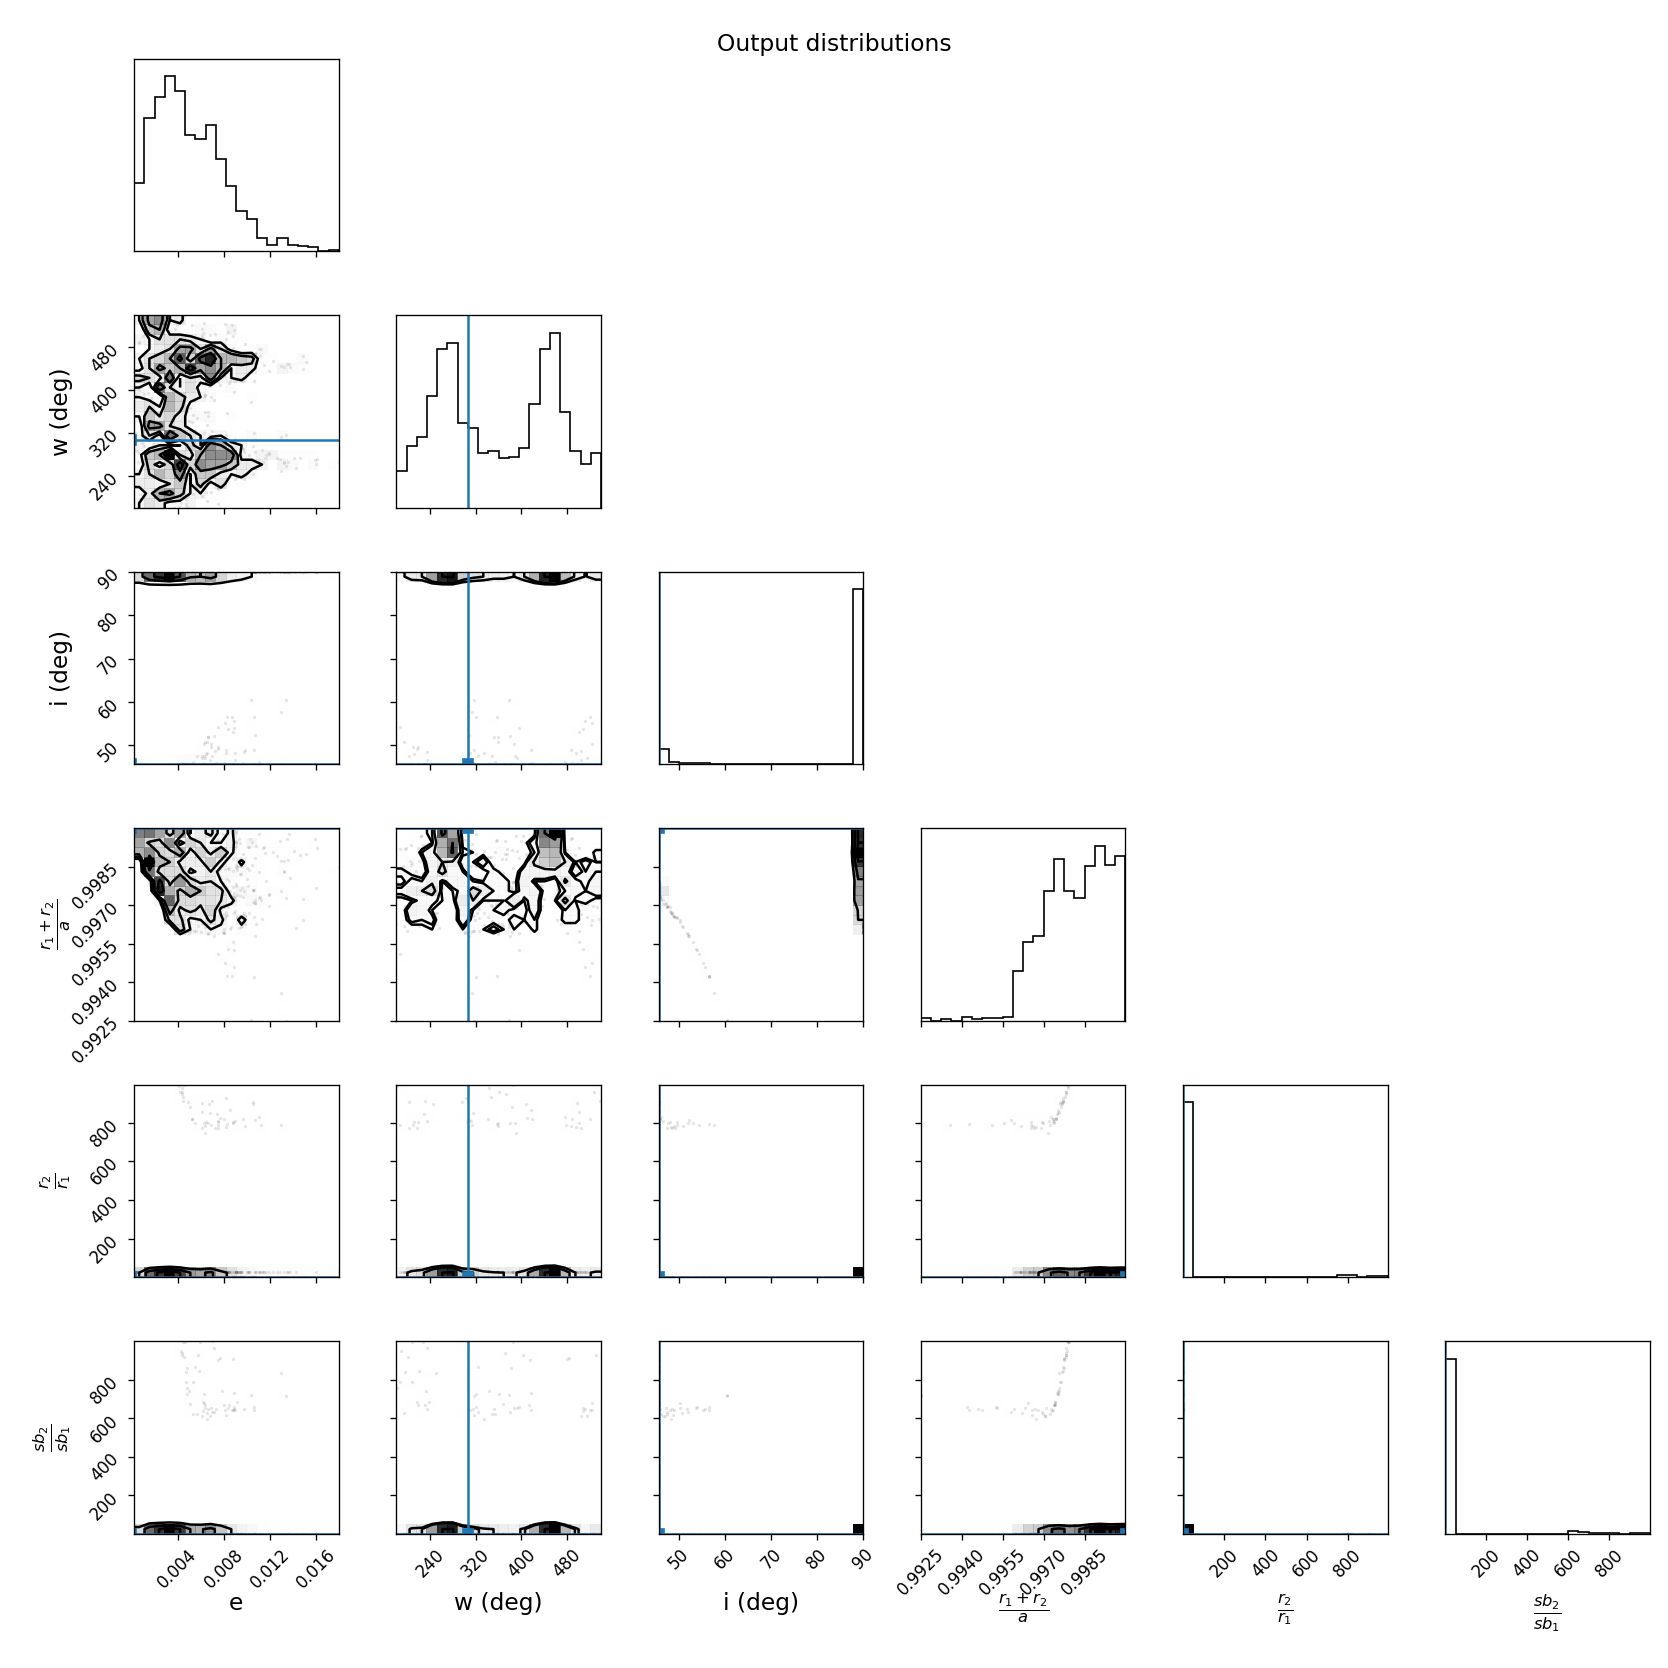 Output distributions
w (deg)
480
400
320
240
i (deg)
90
80
70
60
50
r1 + r2
a
0.99985
0.9970
0.9955
0.9940
0.9925
r2
r1
800
600
400
200
sb2
sb1
800
600
400
200
0.004 0.008 0.012 0.016
240 320 400 480
50 60 70 80 90
0.9925 0.9940 0.9955 0.9970 0.9985
200 400 600 800
200 400 600 800
e
w (deg)
i (deg)
r1 + r2
a
r2
r1
sb2
sb1